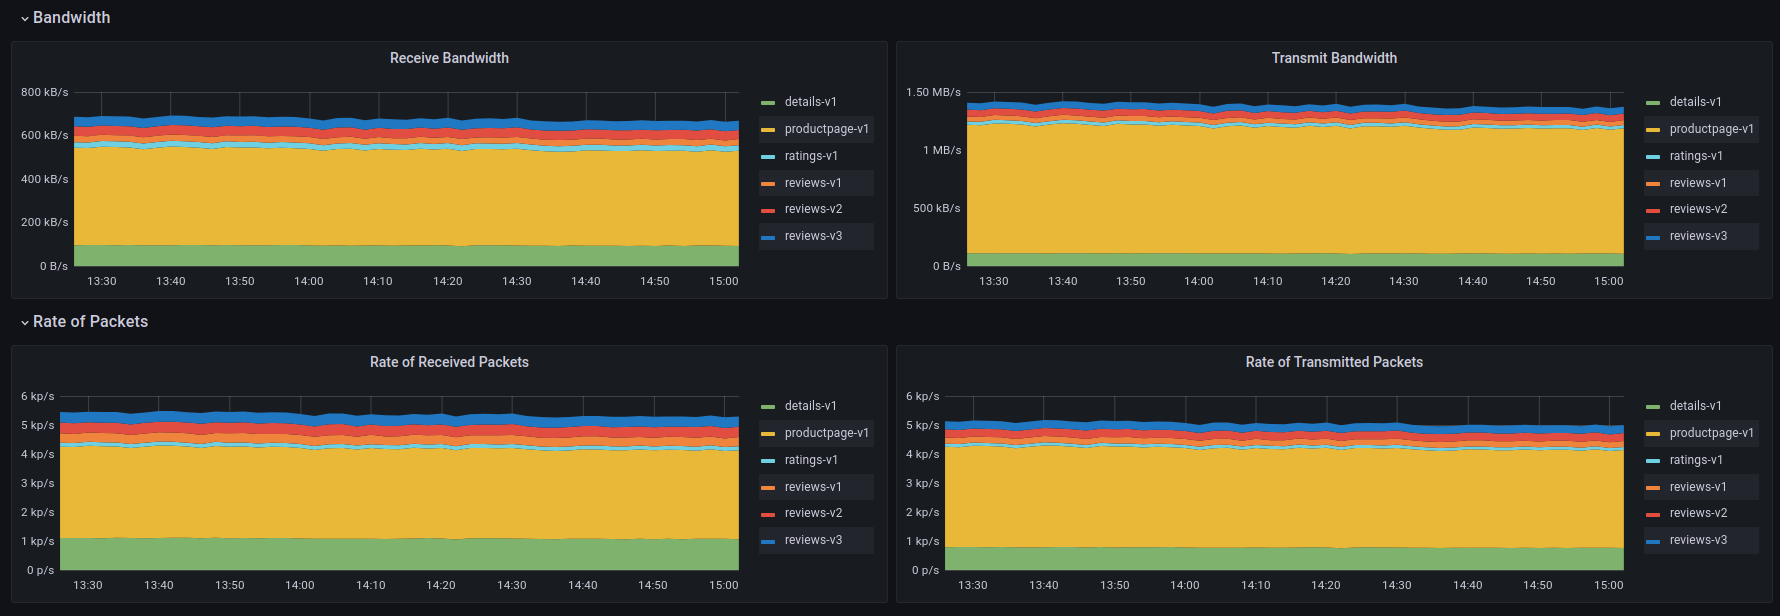 Bandwidth
Receive Bandwidth
800 kB/s
600 kB/s
400 kB/s
200 kB/s
0 B/s
13:30 13:40 13:50 14:00 14:10 14:20 14:30 14:40 14:50 15:00
details-v1
productpage-v1
ratings-v1
reviews-v1
reviews-v2
reviews-v3
Transmit Bandwidth
1.50 MB/s
1 MB/s
500 kB/s
0 B/s
13:30 13:40 13:50 14:00 14:10 14:20 14:30 14:40 14:50 15:00
details-v1
productpage-v1
ratings-v1
reviews-v1
reviews-v2
reviews-v3
Rate of Packets
Rate of Received Packets
6 kp/s
5 kp/s
4 kp/s
3 kp/s
2 kp/s
1 kp/s
0 p/s
13:30 13:40 13:50 14:00 14:10 14:20 14:30 14:40 14:50 15:00
details-v1
productpage-v1
ratings-v1
reviews-v1
reviews-v2
reviews-v3
Rate of Transmitted Packets
6 kp/s
5 kp/s
4 kp/s
3 kp/s
2 kp/s
1 kp/s
0 p/s
13:30 13:40 13:50 14:00 14:10 14:20 14:30 14:40 14:50 15:00
details-v1
productpage-v1
ratings-v1
reviews-v1
reviews-v2
reviews-v3